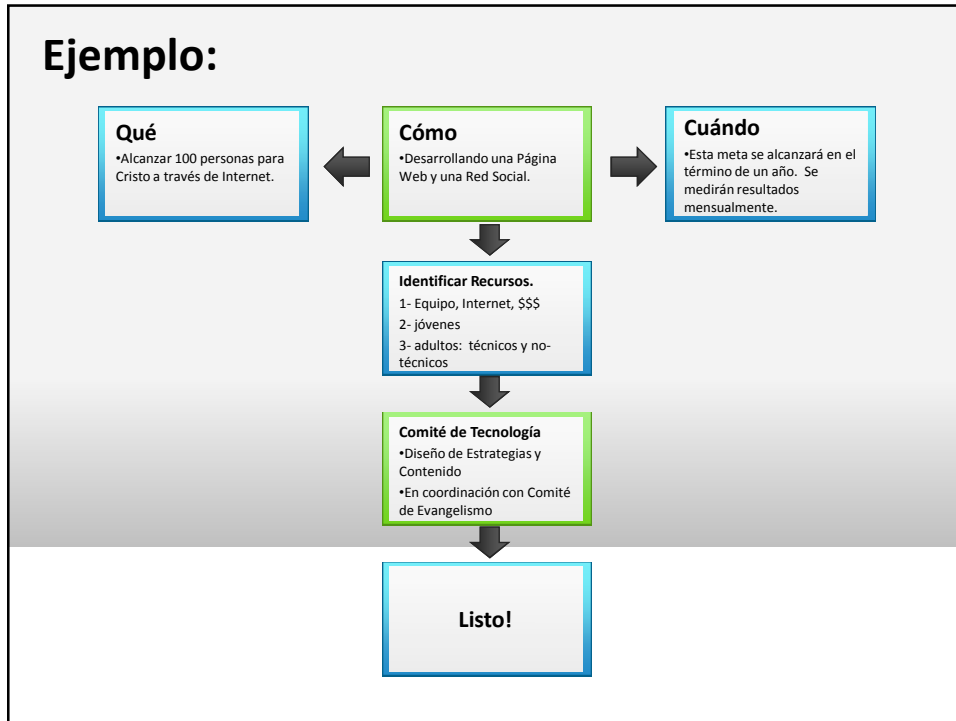 Ejemplo:
Qué
•Alcanzar 100 personas para
Cristo a través de Internet.
Cómo
•Desarrollando una Página
Web y una Red Social.
Cuándo
•Esta meta se alcanzará en el
término de un año.  Se
medirán resultados
mensualmente.
Identificar Recursos.
1- Equipo, Internet, $$$
2- jóvenes
3- adultos:  técnicos y no-
técnicos
Comité de Tecnología
•Diseño de Estrategias y
Contenido
•En coordinación con Comité
de Evangelismo
Listo!